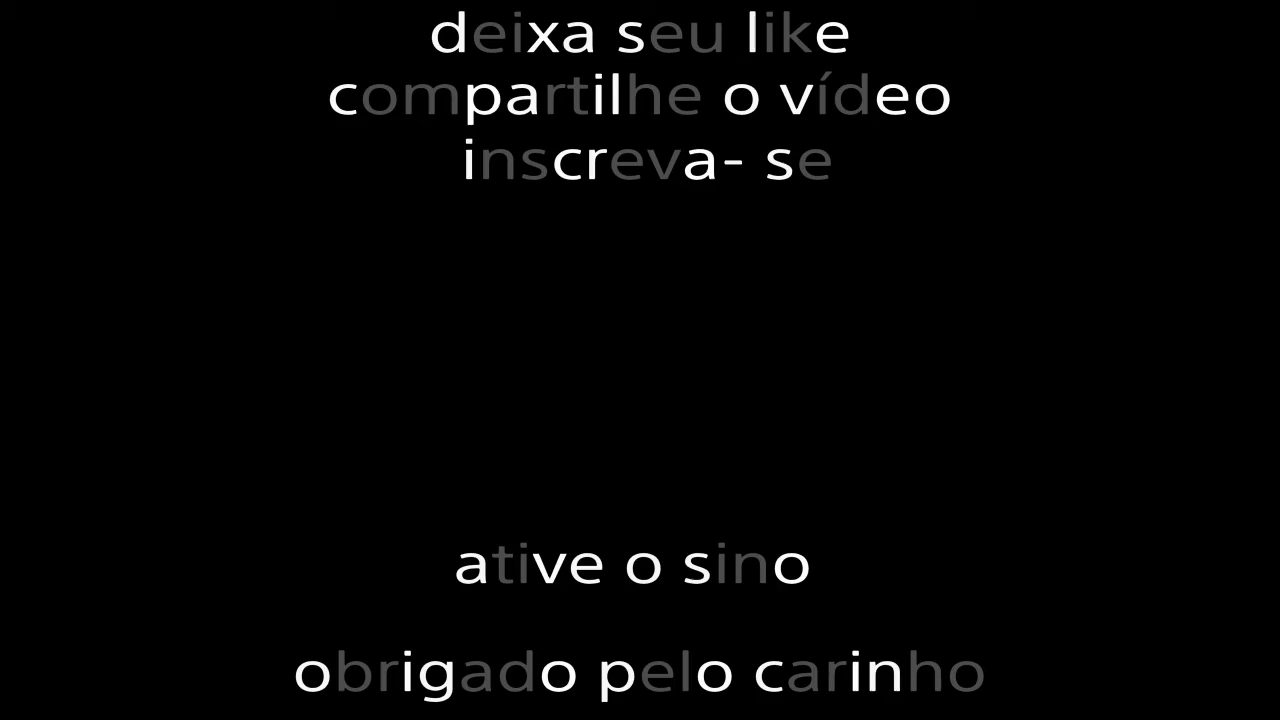 deixa seu like
compartilhe o vídeo
inscreva- se
ative o sino
obrigado pelo carinho